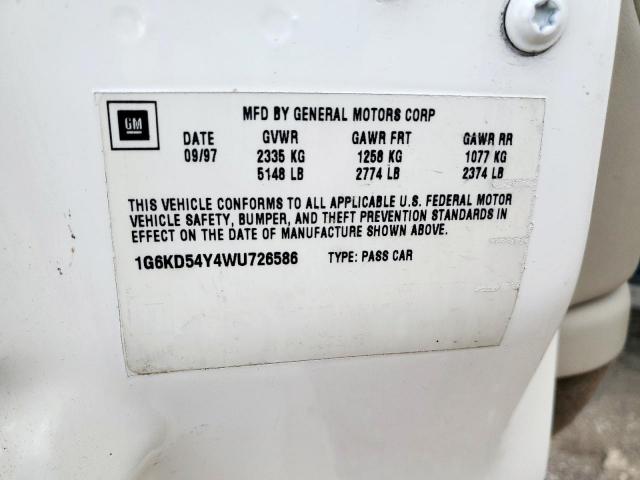 GM
MFD BY GENERAL MOTORS CORP
DATE GVWR GAWR FRT GAWR RR
09/97 2335 KG 1258 KG 1077 KG
5148 LB 2774 LB 2374 LB
THIS VEHICLE CONFORMS TO ALL APPLICABLE U.S. FEDERAL MOTOR
VEHICLE SAFETY, BUMPER, AND THEFT PREVENTION STANDARDS IN
EFFECT ON THE DATE OF MANUFACTURE SHOWN ABOVE.
1G6KD54Y4WU726586 TYPE: PASS CAR